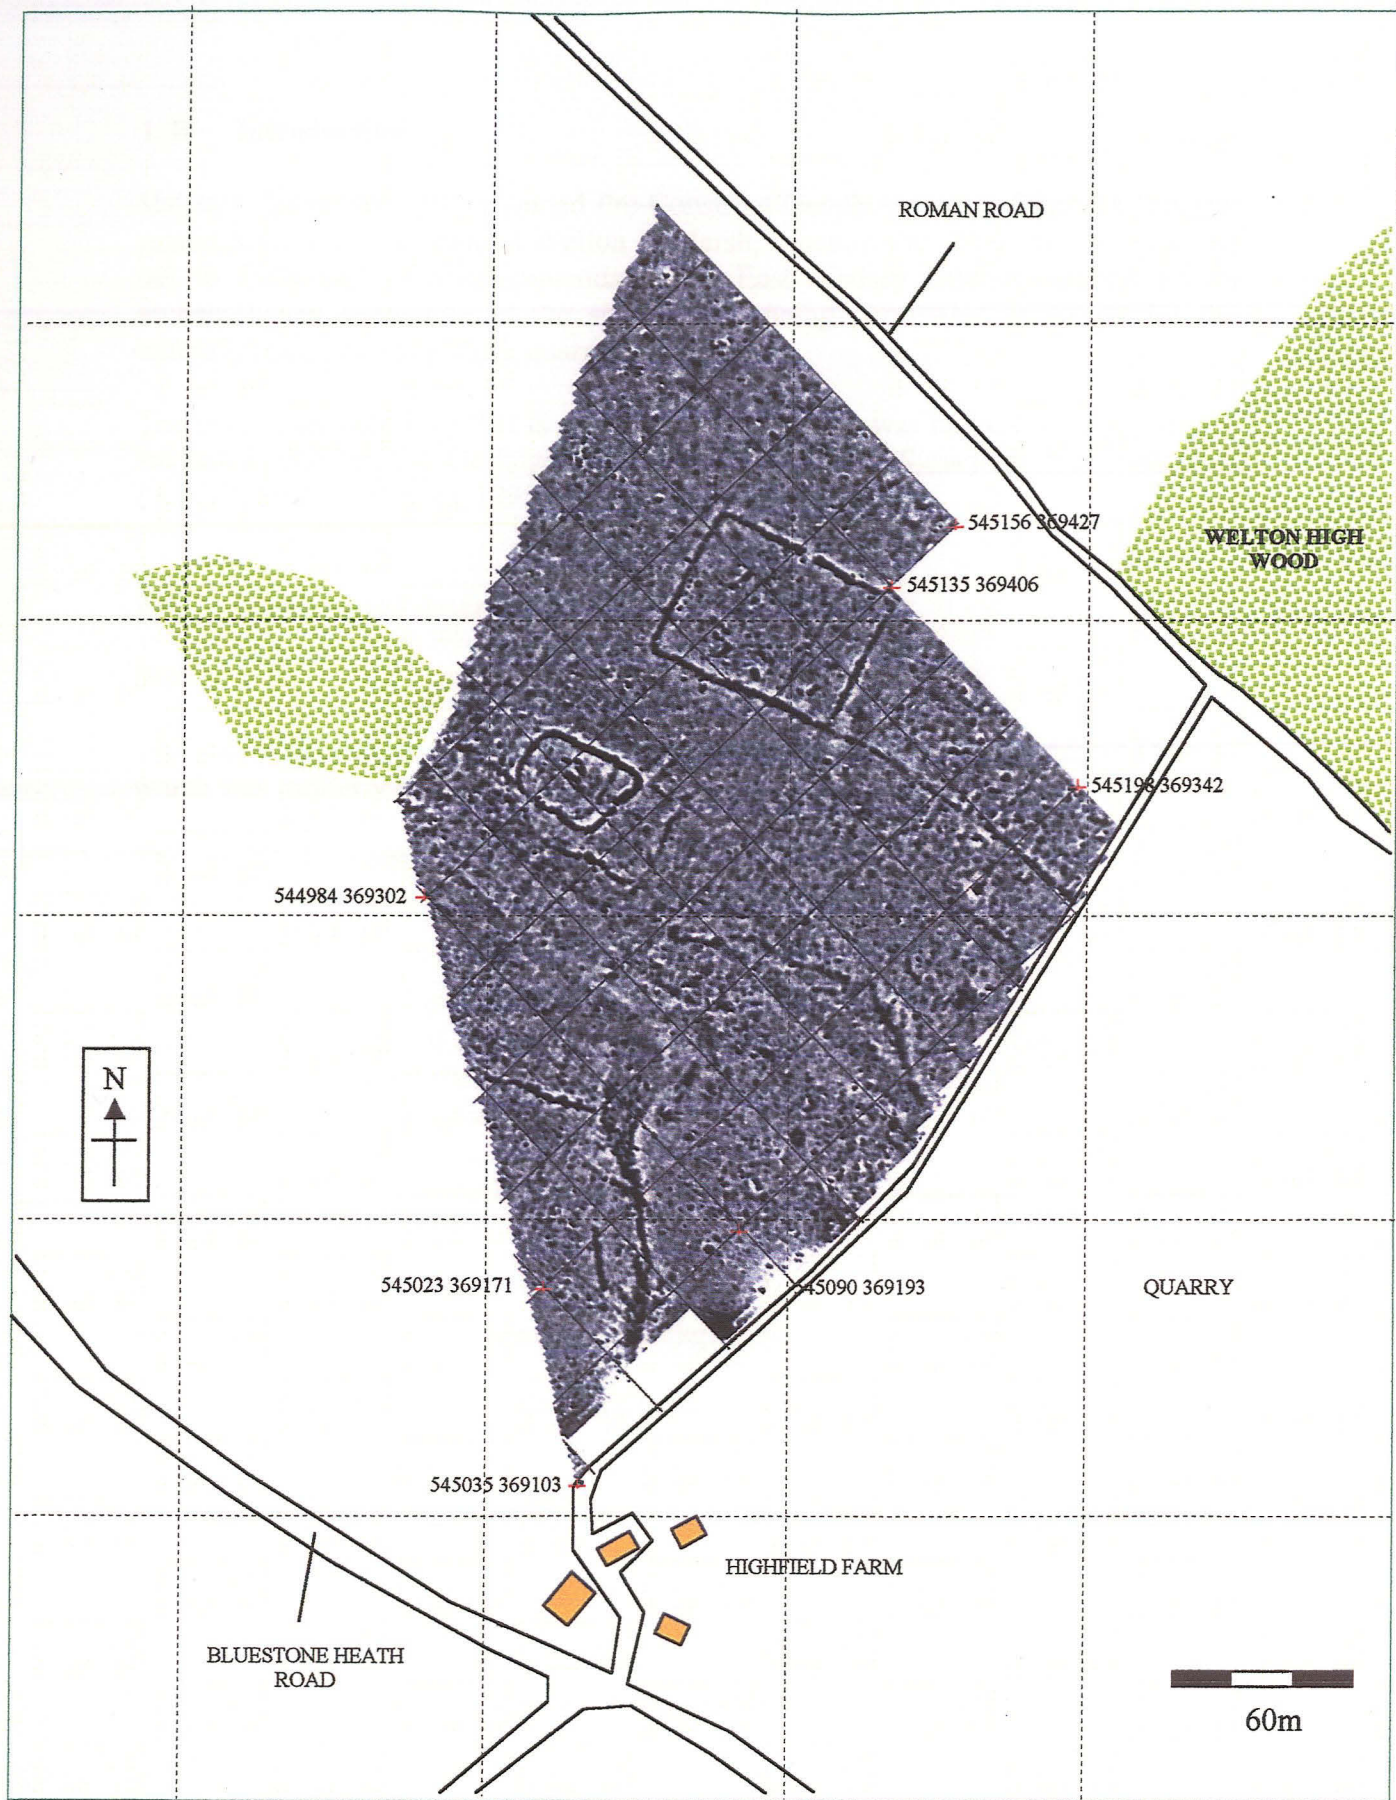 ROMAN ROAD
545156 369427
WELTON HIGH
WOOD
545135 369406
545198 369342
544984 369302
N
545023 369171
545090 369193
QUARRY
545035 369103
HIGHFIELD FARM
BLUESTONE HEATH
ROAD
60m